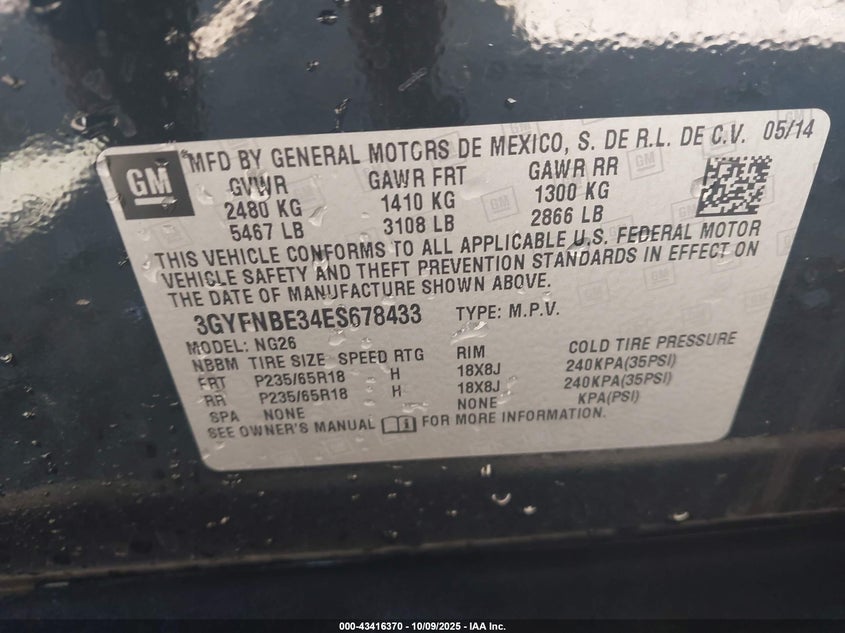 GM
MFD BY GENERAL MOTORS DE MEXICO, S. DE R.L. DE C.V. 05/14
GVWR GAWR FRT GAWR RR
2480 KG 1410 KG 1300 KG
5467 LB 3108 LB 2866 LB
THIS VEHICLE CONFORMS TO ALL APPLICABLE U.S. FEDERAL MOTOR
VEHICLE SAFETY AND THEFT PREVENTION STANDARDS IN EFFECT ON
THE DATE OF MANUFACTURE SHOWN ABOVE.
3GYFNBE34ES678433 TYPE: M.P.V.
MODEL: NG26
NBBM TIRE SIZE SPEED RTG RIM COLD TIRE PRESSURE
FRT P235/65R18 H 18X8J 240KPA(35PSI)
RR P235/65R18 H 18X8J 240KPA(35PSI)
SPA NONE NONE KPA(PSI)
SEE OWNER'S MANUAL FOR MORE INFORMATION.
000-43416370 - 10/09/2025 - IAA Inc.